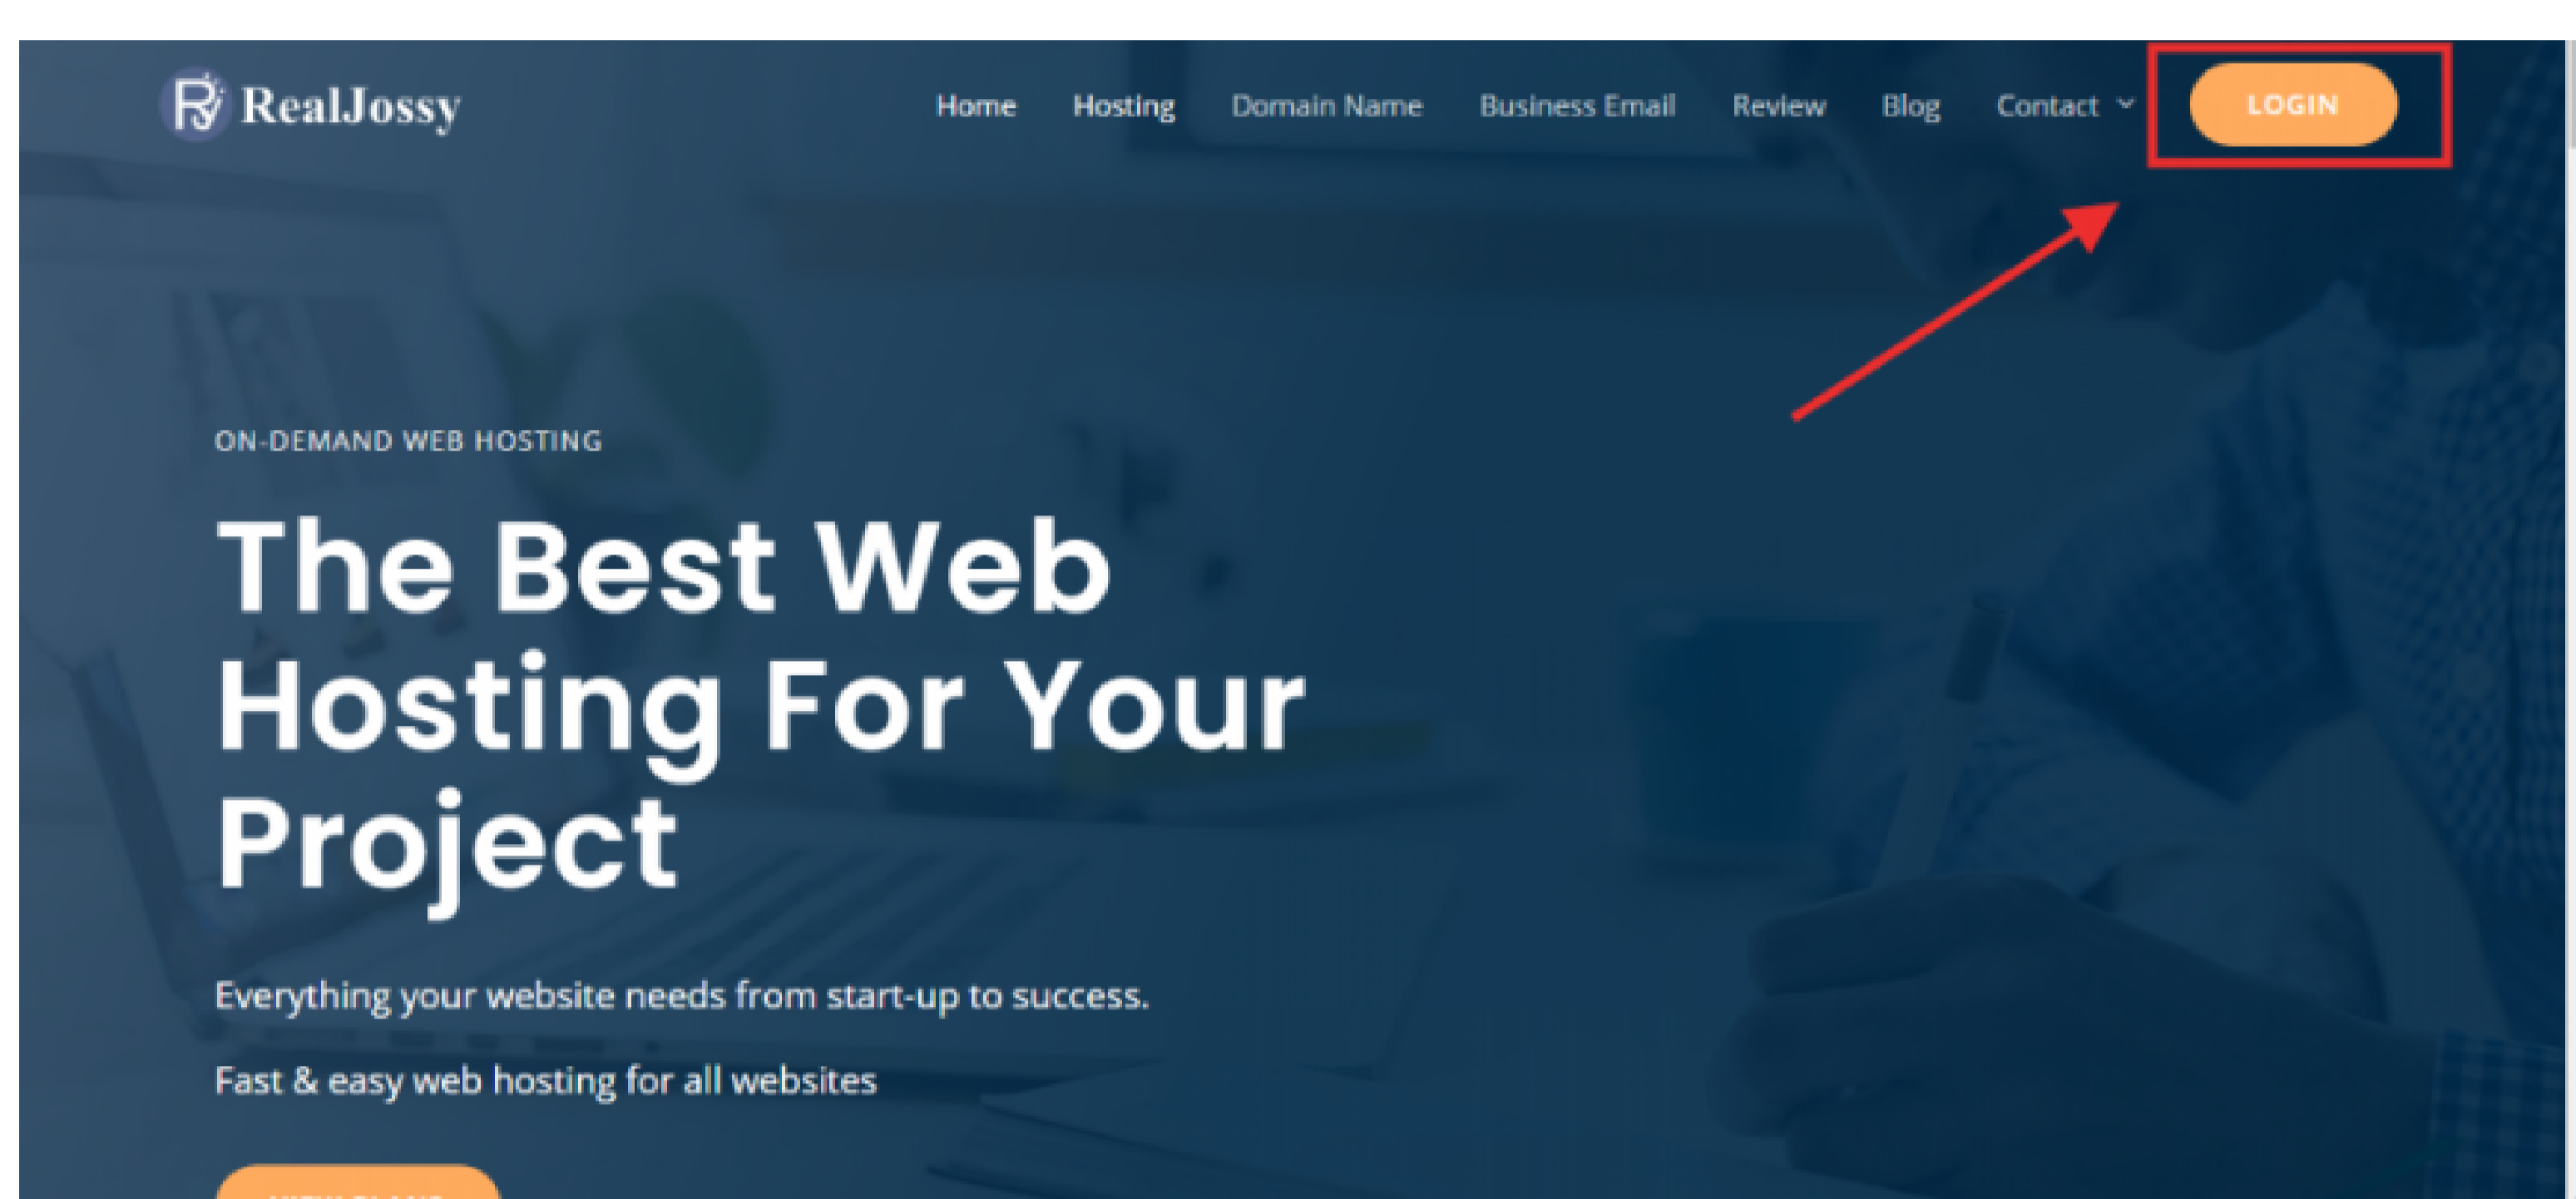 RealJossy
Home Hosting Domain Name Business Email Review Blog Contact LOGIN
ON-DEMAND WEB HOSTING
The Best Web
Hosting For Your
Project
Everything your website needs from start-up to success.
Fast & easy web hosting for all websites